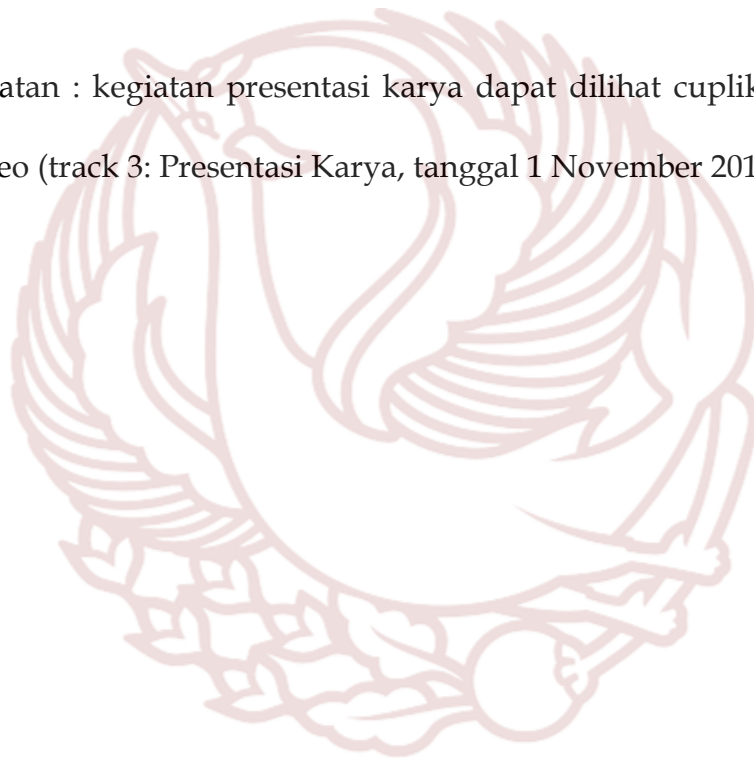 atan : kegiatan presentasi karya dapat dilihat cuplik
eo (track 3: Presentasi Karya, tanggal 1 November 201